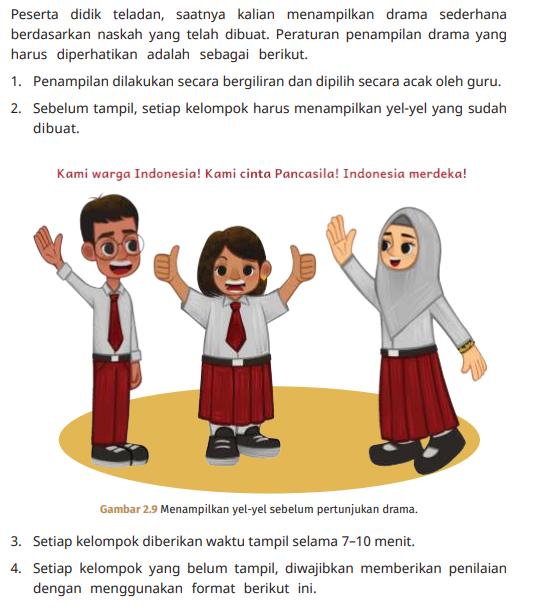 Peserta didik teladan, saatnya kalian menampilkan drama sederhana
berdasarkan naskah yang telah dibuat. Peraturan penampilan drama yang
harus diperhatikan adalah sebagai berikut.
1. Penampilan dilakukan secara bergiliran dan dipilih secara acak oleh guru.
2. Sebelum tampil, setiap kelompok harus menampilkan yel-yel yang sudah
dibuat.
Kami warga Indonesia! Kami cinta Pancasila! Indonesia merdeka!
Gambar 2.9 Menampilkan yel-yel sebelum pertunjukan drama.
3. Setiap kelompok diberikan waktu tampil selama 7–10 menit.
4. Setiap kelompok yang belum tampil, diwajibkan memberikan penilaian
dengan menggunakan format berikut ini.